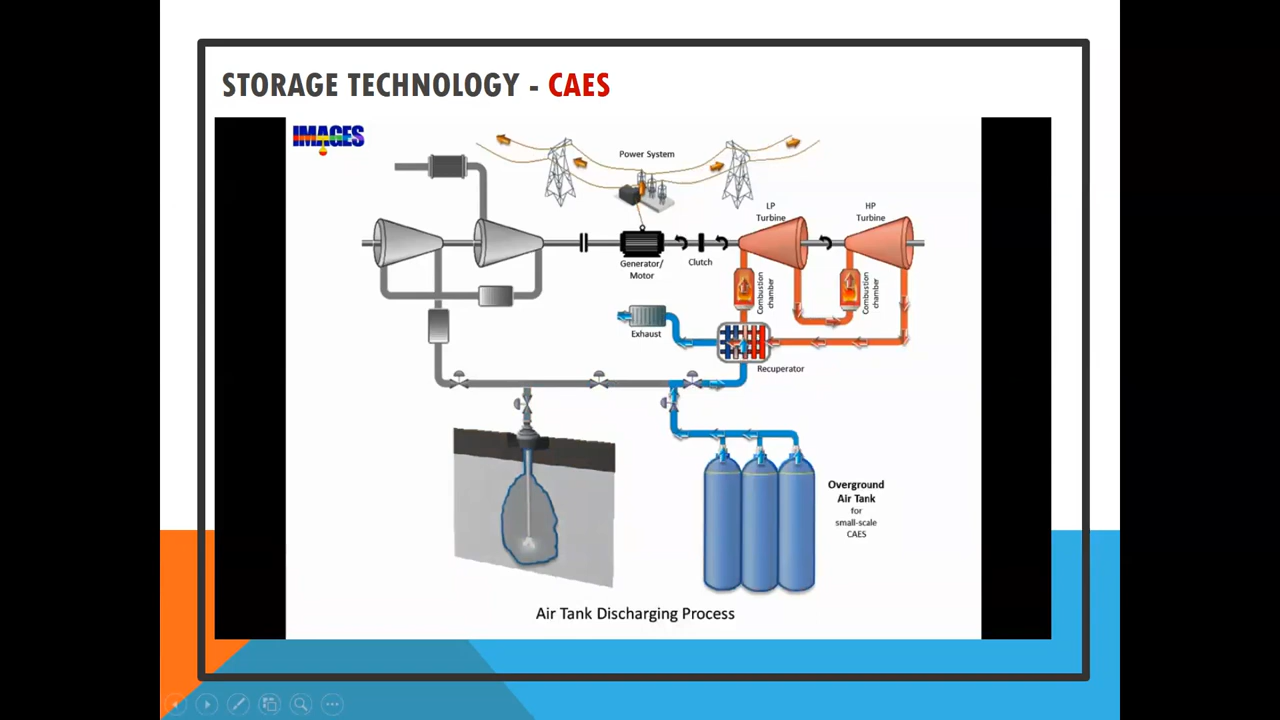 STORAGE TECHNOLOGY - CAES
IMAGES
Power System
LP
Turbine
HP
Turbine
Generator/
Motor
Clutch
Combustion
chamber
Combustion
chamber
Exhaust
Recuperator
Overground
Air Tank
for
small-scale
CAES
Air Tank Discharging Process